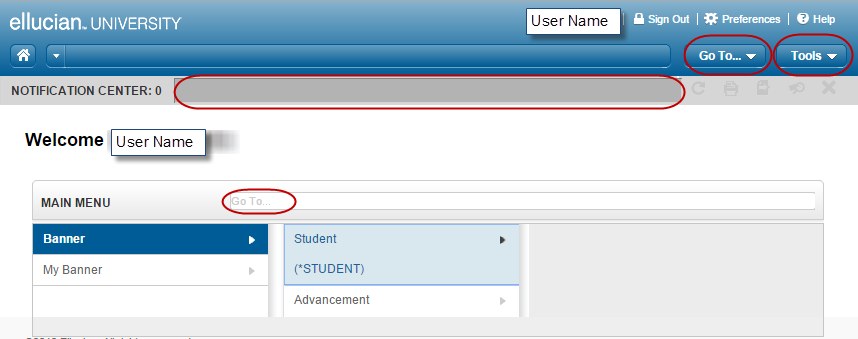 ellucian™ UNIVERSITY
User Name
Sign Out
Preferences
Help
Go To...
Tools
NOTIFICATION CENTER: 0
Welcome User Name
MAIN MENU
Go To...
Banner
Student
(*STUDENT)
My Banner
Advancement